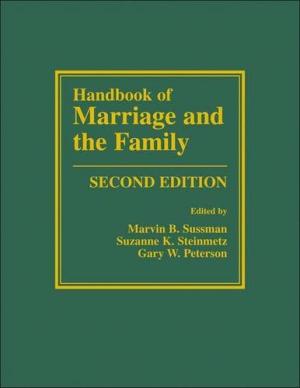 Handbook of
Marriage and
the Family
SECOND EDITION
Edited by
Marvin B. Sussman
Suzanne K. Steinmetz
Gary W. Peterson